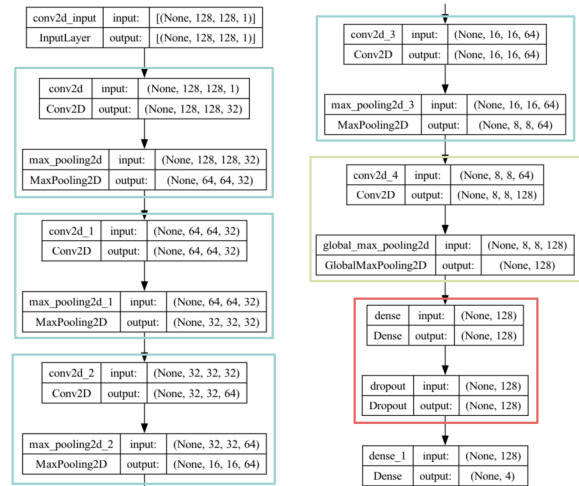 conv2d_input input: [(None, 128, 128, 1)]
InputLayer output: [(None, 128, 128, 1)]
conv2d input: (None, 128, 128, 1)
Conv2D output: (None, 128, 128, 32)
max_pooling2d input: (None, 128, 128, 32)
MaxPooling2D output: (None, 64, 64, 32)
conv2d_1 input: (None, 64, 64, 32)
Conv2D output: (None, 64, 64, 32)
max_pooling2d_1 input: (None, 64, 64, 32)
MaxPooling2D output: (None, 32, 32, 32)
conv2d_2 input: (None, 32, 32, 32)
Conv2D output: (None, 32, 32, 64)
max_pooling2d_2 input: (None, 32, 32, 64)
MaxPooling2D output: (None, 16, 16, 64)
conv2d_3 input: (None, 16, 16, 64)
Conv2D output: (None, 16, 16, 64)
max_pooling2d_3 input: (None, 16, 16, 64)
MaxPooling2D output: (None, 8, 8, 64)
conv2d_4 input: (None, 8, 8, 64)
Conv2D output: (None, 8, 8, 128)
global_max_pooling2d input: (None, 8, 8, 128)
GlobalMaxPooling2D output: (None, 128)
dense input: (None, 128)
Dense output: (None, 128)
dropout input: (None, 128)
Dropout output: (None, 128)
dense_1 input: (None, 128)
Dense output: (None, 4)